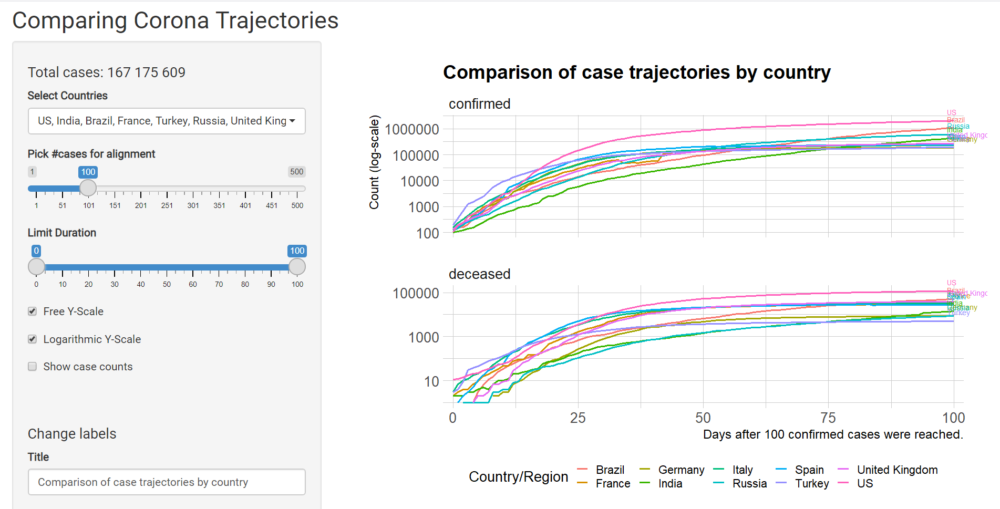 Comparing Corona Trajectories
Total cases: 167 175 609
Select Countries
US, India, Brazil, France, Turkey, Russia, United King
Pick #cases for alignment
1 100 500
1 51 101 151 201 251 301 351 401 451 500
Limit Duration
0 100
0 10 20 30 40 50 60 70 80 90 100
Free Y-Scale
Logarithmic Y-Scale
Show case counts
Change labels
Title
Comparison of case trajectories by country
Comparison of case trajectories by country
confirmed
Count (log-scale)
1000000
100000
10000
1000
100
US
Brazil
Russia
India
United Kingd
Germany
deceased
100000
1000
10
US
Brazil
United Kingd
Spain
India
Germany
Russia
Turkey
0 25 50 75 100
Days after 100 confirmed cases were reached.
Country/Region
Brazil Germany Italy Spain United Kingdom
France India Russia Turkey US